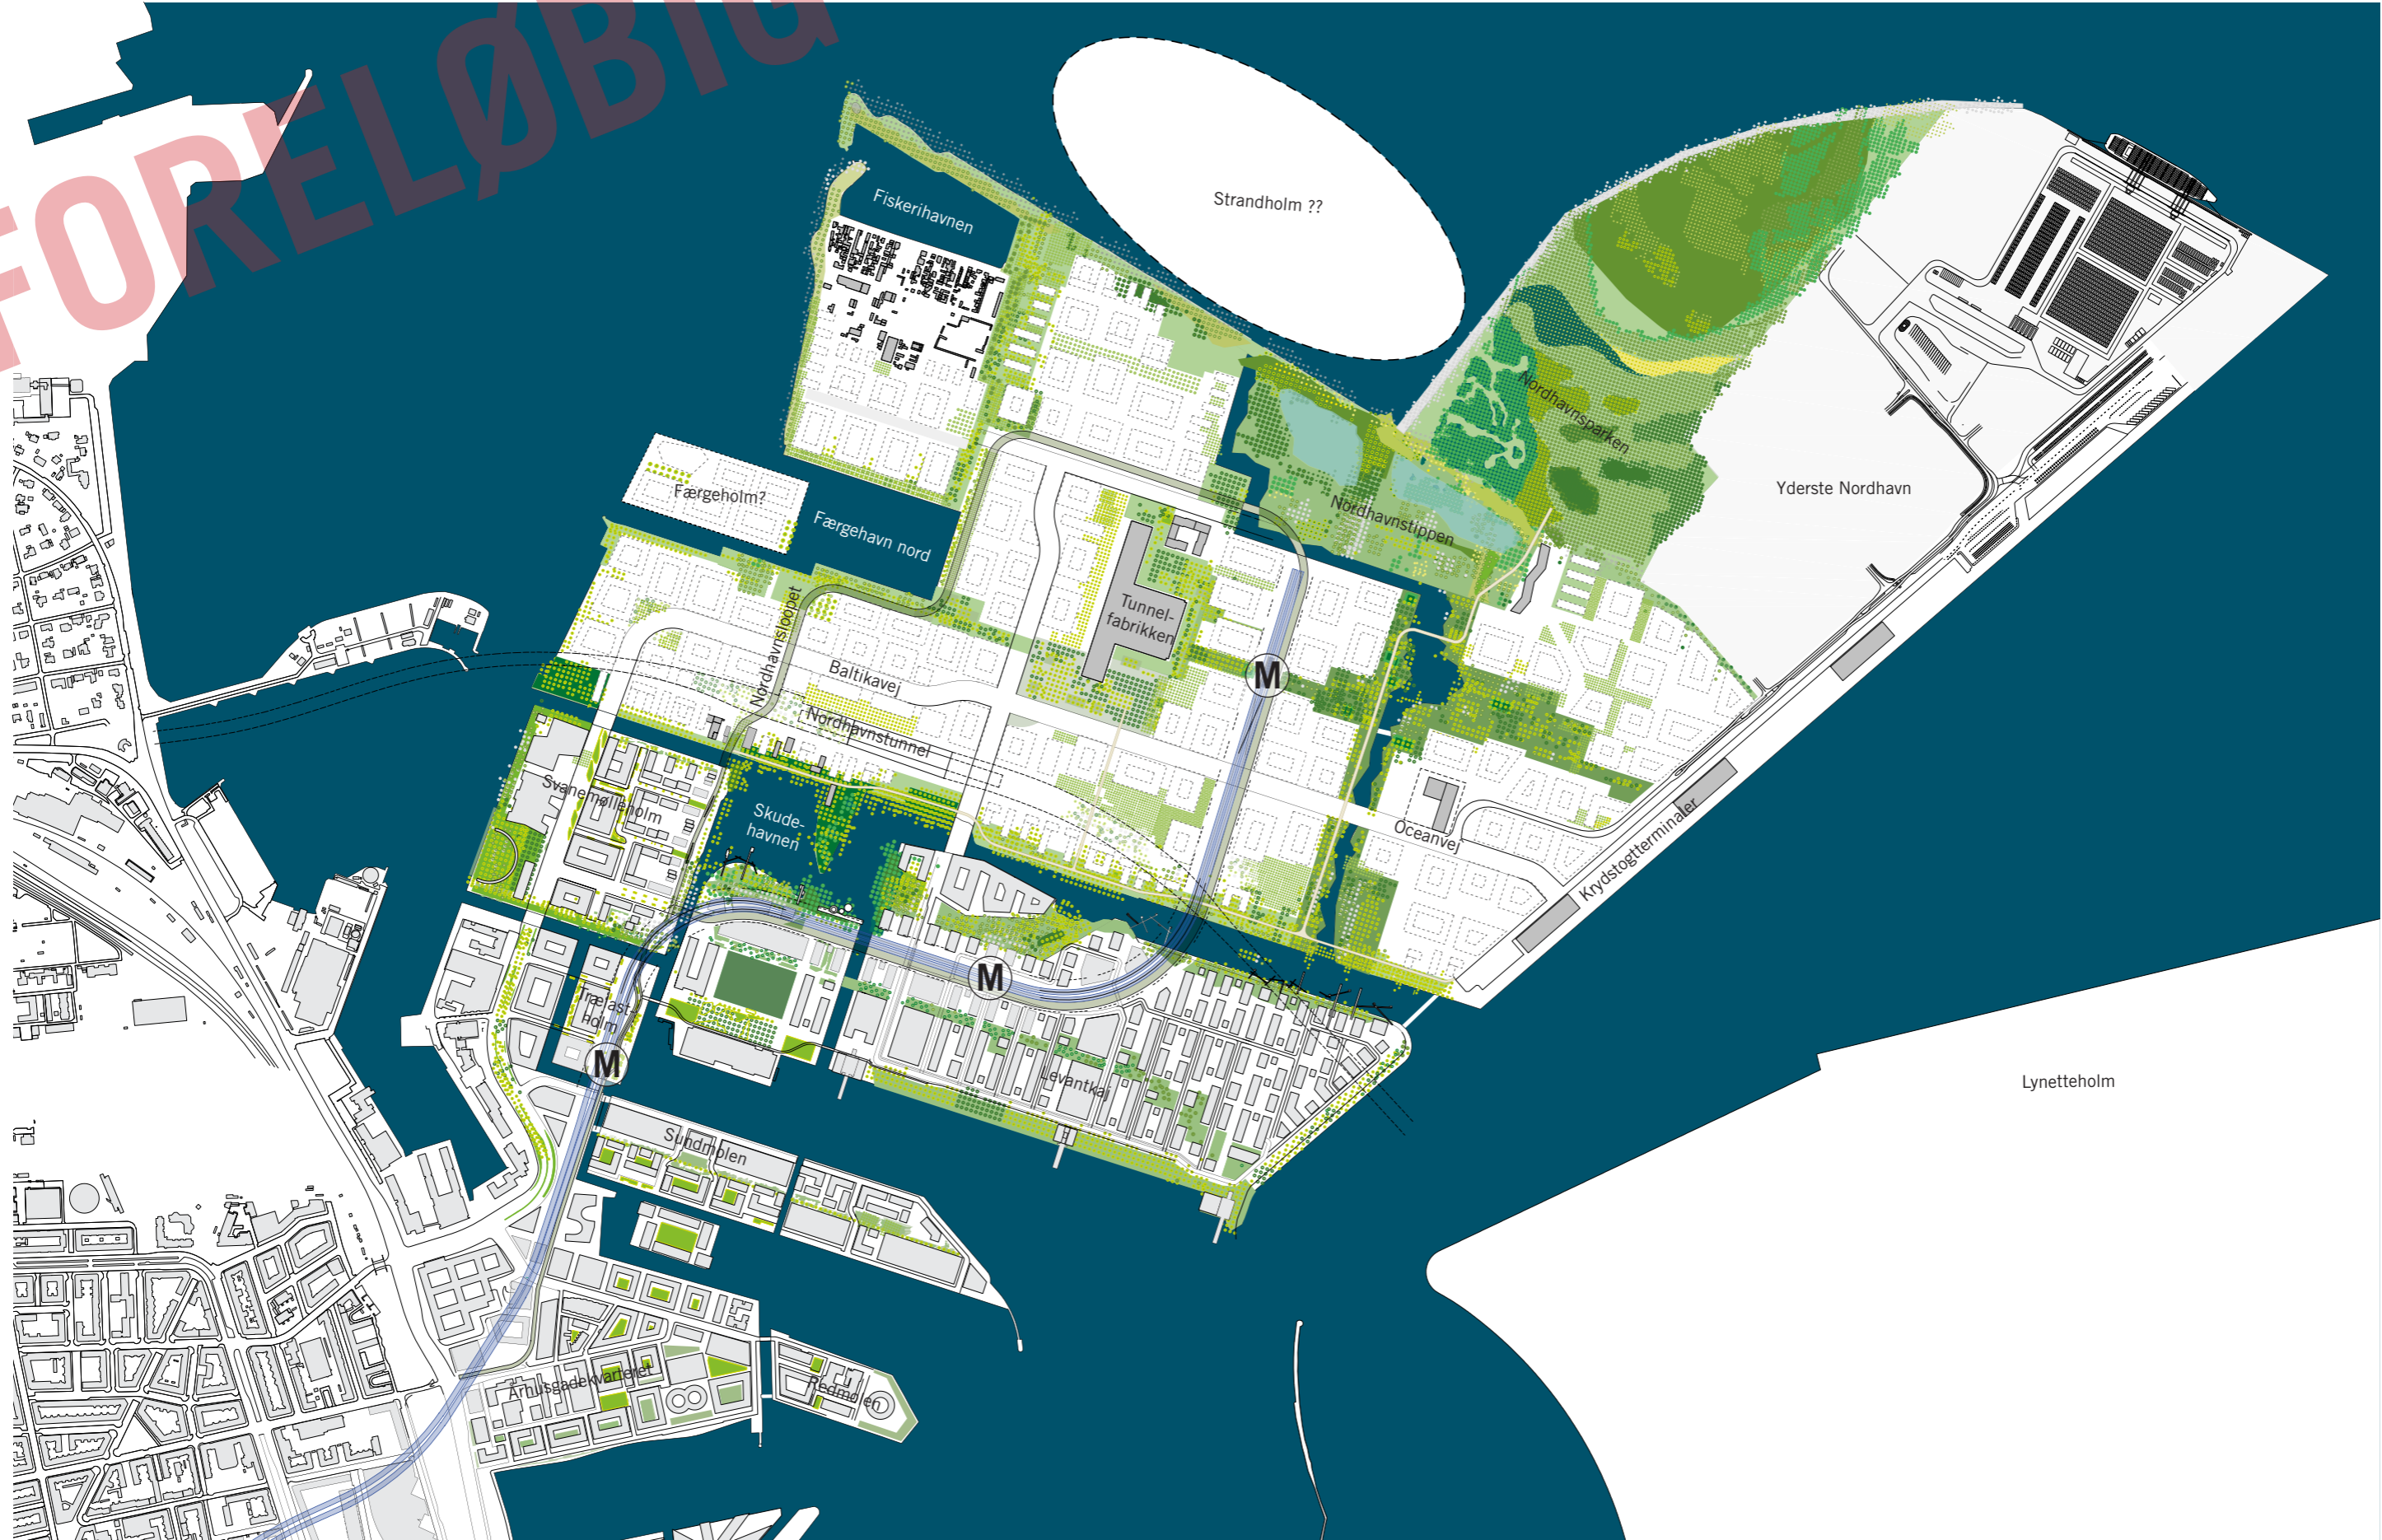 FORELØBIG
Fiskerihavnen
Strandholm ??
Nordhavnsparken
Færgeholm?
Yderste Nordhavn
Færgehavn nord
Nordhavnstippen
Tunnel-
fabrikken
Nordhavnsloopet
Baltikavej
M
Nordhavnstunnel
Svanemølleholm
Skude-
havnen
Oceanvej
Krydstogtterminaler
M
TræLast-
holm
M
Levantkaj
Lynetteholm
Sundmolen
Århusgadekvarteret
Redmolen